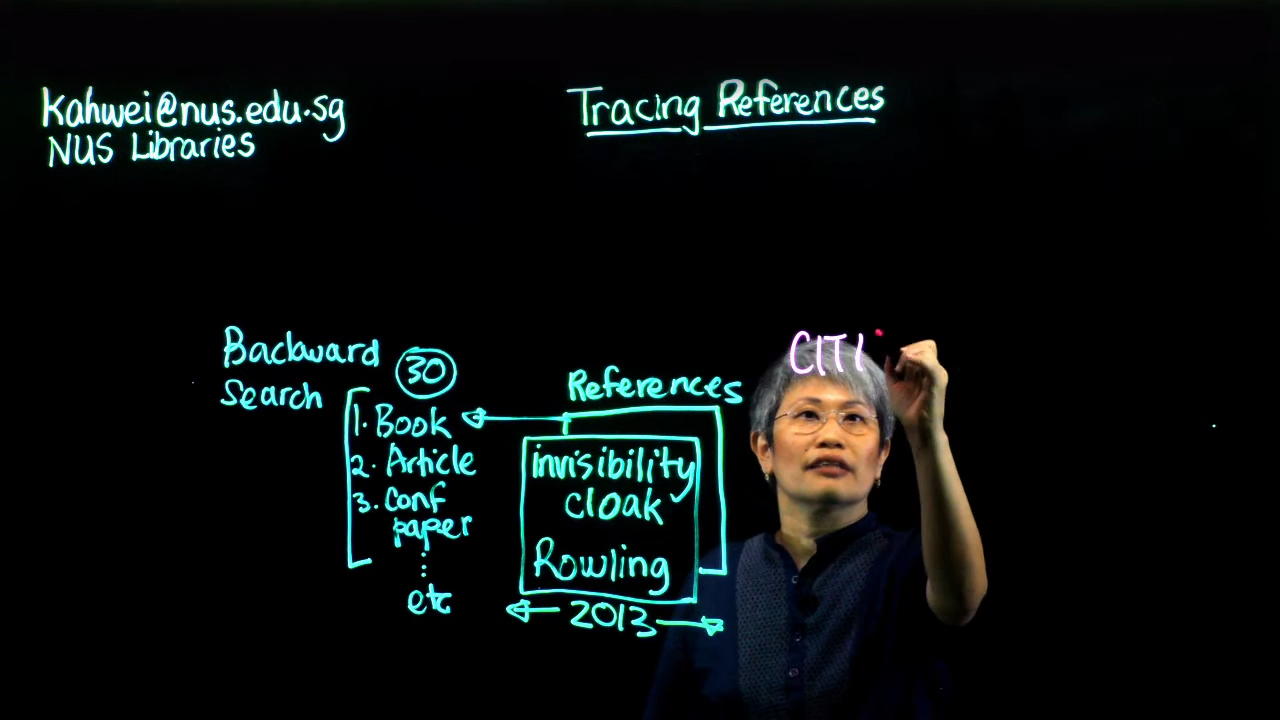 Kahwei@nus.edu.sg
NUS Libraries
Tracing References
Backward
Search
30
1. Book
2. Article
3. Conf
paper
etc
References
invisibility
cloak
Rowling
2013
CITI